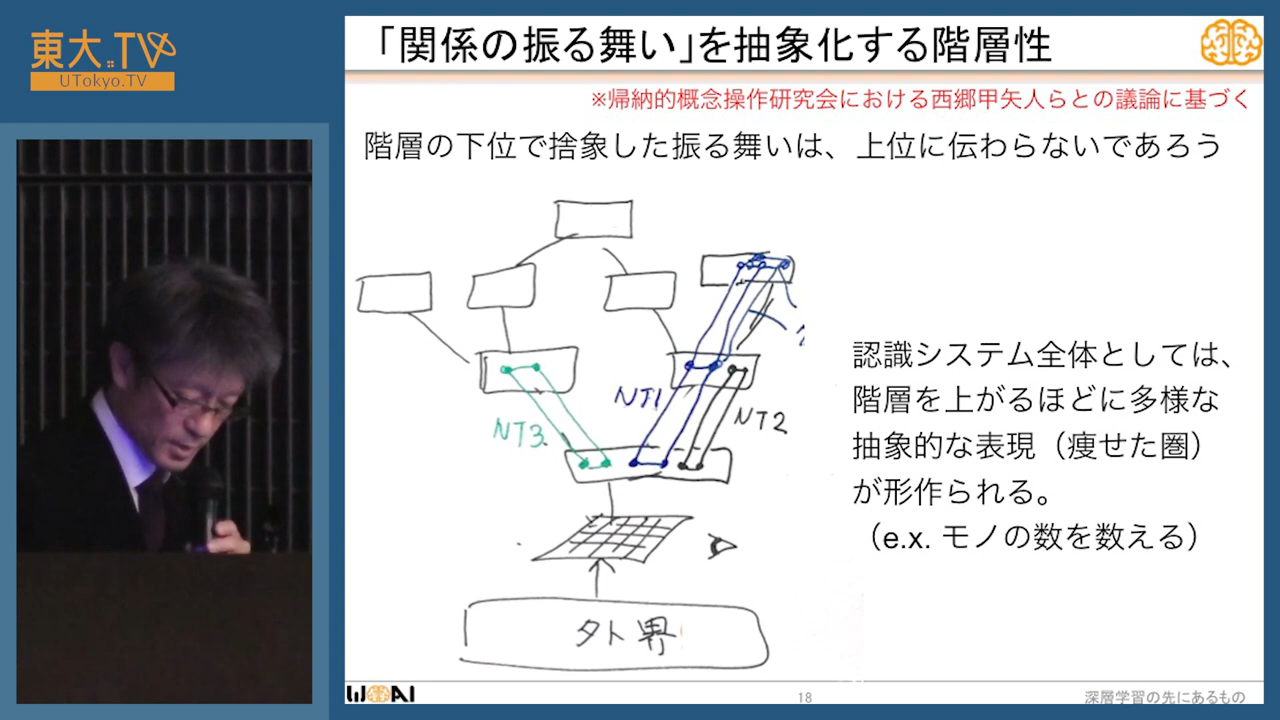 東大.TV
UTokyo.TV
「関係の振る舞い」を抽象化する階層性
※帰納的概念操作研究会における西郷甲矢人らとの議論に基づく
階層の下位で捨象した振る舞いは、上位に伝わらないであろう
NT1
NT2
NT3
外界
認識システム全体としては、
階層を上がるほどに多様な
抽象的な表現（痩せた圏）
が形作られる。
（e.x. モノの数を数える）
WBAI
18
深層学習の先にあるもの